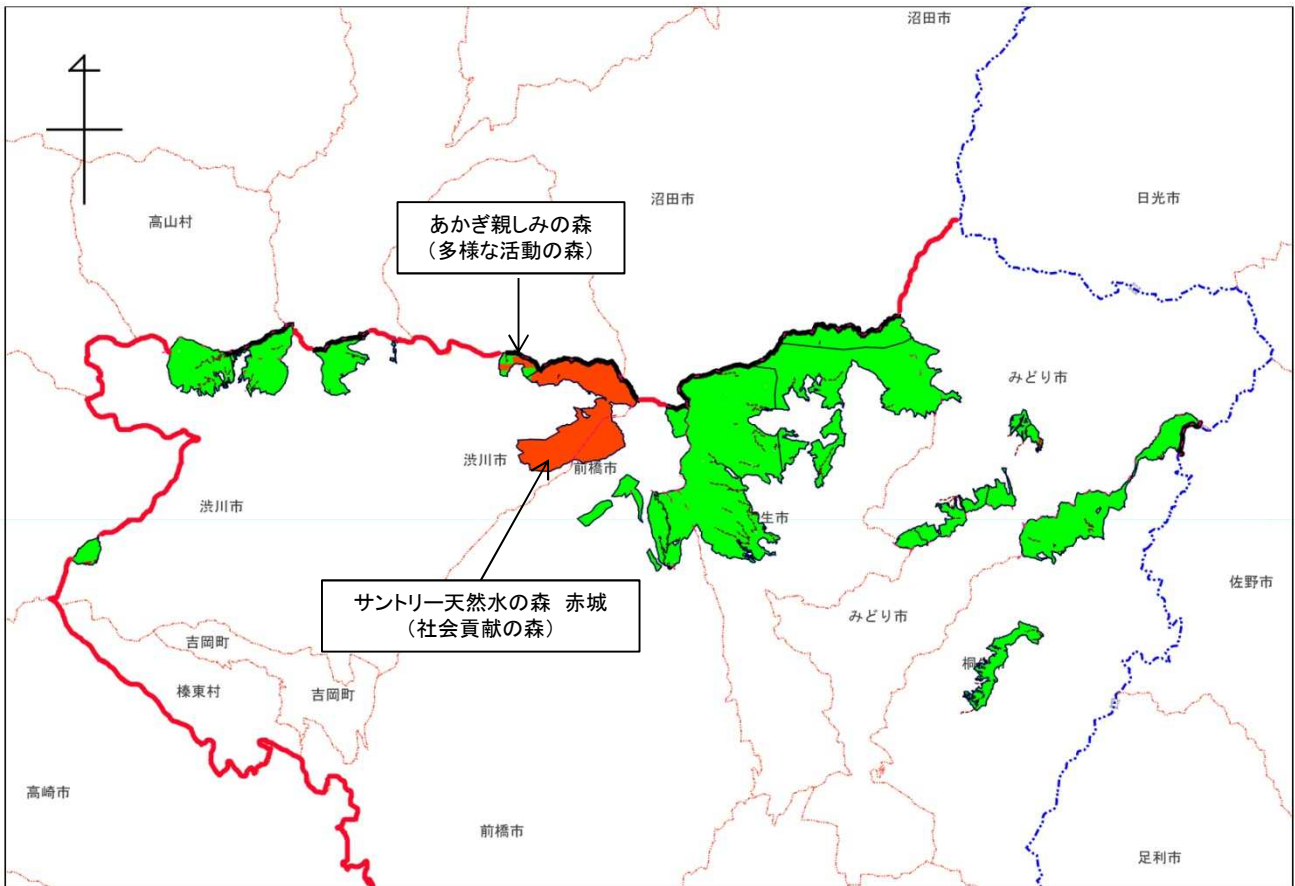 沼田市
沼田市
日光市
高山村
あかぎ親しみの森
（多様な活動の森）
みどり市
渋川市
前橋市
渋川市
生市
佐野市
サントリー天然水の森 赤城
（社会貢献の森）
みどり市
吉岡町
桐
榛東村
吉岡町
高崎市
前橋市
足利市